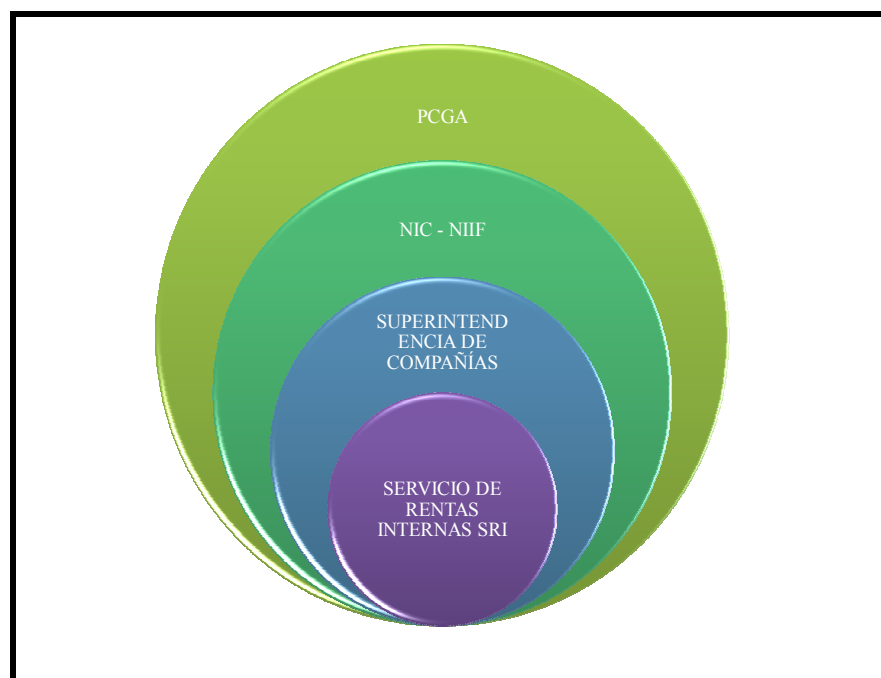 PCGA
NIC - NIIF
SUPERINTEND
ENCIA DE
COMPAÑÍAS
SERVICIO DE
RENTAS
INTERNAS SRI